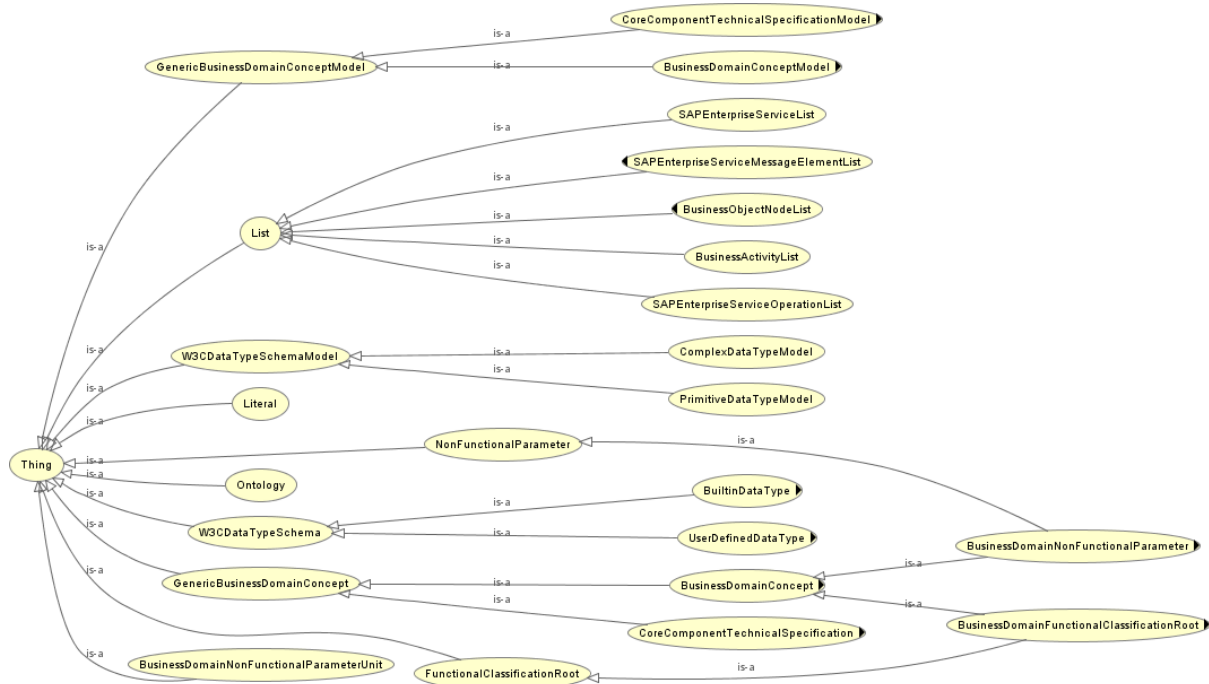 CoreComponentTechnicalSpecificationModel
is-a
GenericBusinessDomainConceptModel
is-a
BusinessDomainConceptModel
SAPEnterpriseServiceList
is-a
SAPEnterpriseServiceMessageElementList
is-a
BusinessObjectNodeList
is-a
List
is-a
is-a
BusinessActivityList
is-a
SAPEnterpriseServiceOperationList
is-a
W3CDataTypeSchemaModel
is-a
ComplexDataTypeModel
is-a
is-a
PrimitiveDataTypeModel
Literal
is-a
NonFunctionalParameter
is-a
Thing
is-a
is-a
Ontology
is-a
BuiltinDataType
is-a
W3CDataTypeSchema
is-a
is-a
UserDefinedDataType
BusinessDomainNonFunctionalParameter
is-a
is-a
GenericBusinessDomainConcept
is-a
BusinessDomainConcept
is-a
is-a
BusinessDomainFunctionalClassificationRoot
CoreComponentTechnicalSpecification
is-a
BusinessDomainNonFunctionalParameterUnit
FunctionalClassificationRoot
is-a